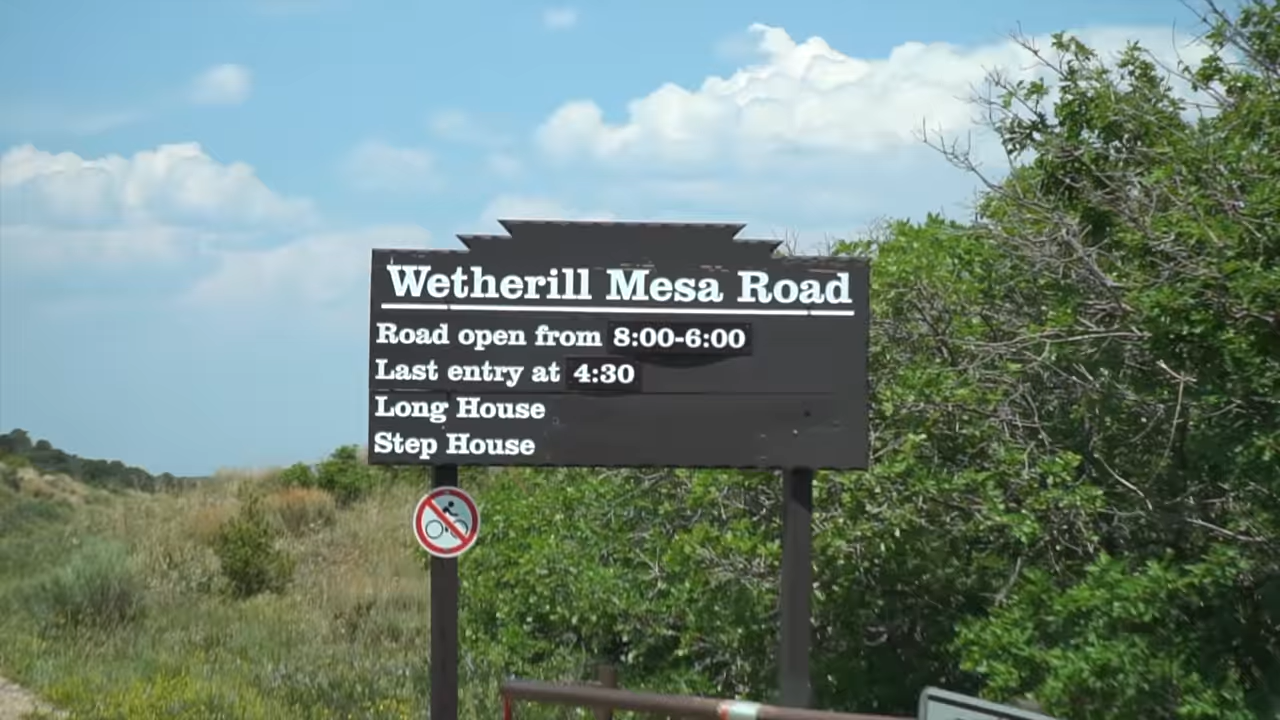 Wetherill Mesa Road
Road open from 8:00-6:00
Last entry at 4:30
Long House
Step House